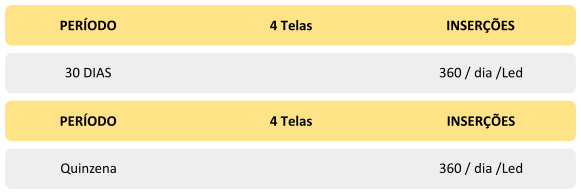 PERÍODO 4 Telas INSERÇÕES
30 DIAS 360 / dia /Led
PERÍODO 4 Telas INSERÇÕES
Quinzena 360 / dia /Led